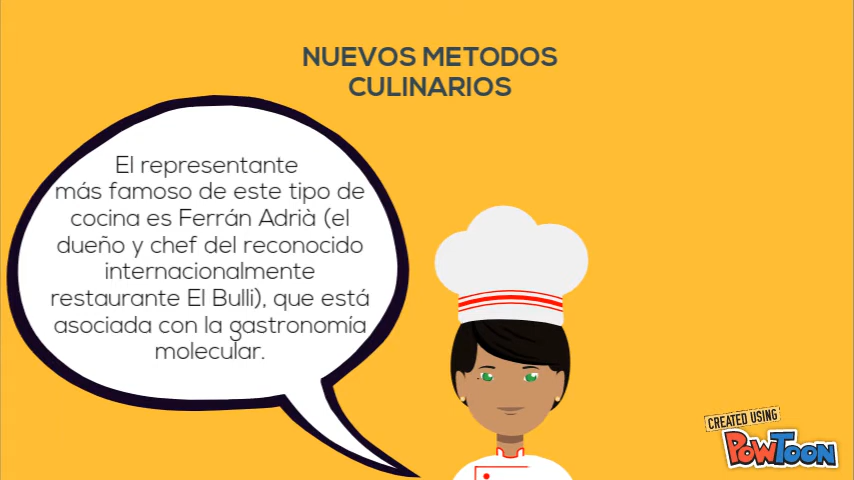 NUEVOS METODOS
CULINARIOS
El representante
más famoso de este tipo de
cocina es Ferrán Adrià (el
dueño y chef del reconocido
internacionalmente
restaurante El Bulli), que está
asociada con la gastronomía
molecular.
CREATED USING
POWTOON